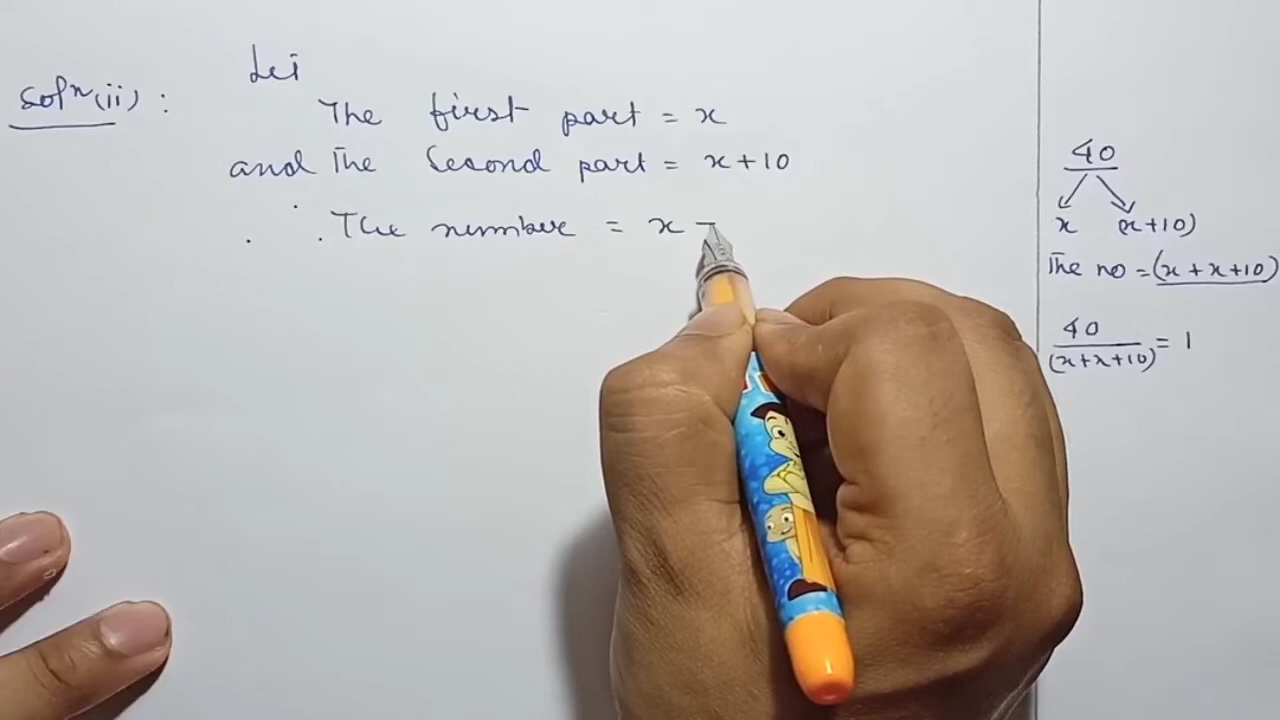 Let
Solⁿ (ii) :
The first part = x
and The Second part = x + 10
∴ The number = x
40
x (x+10)
The no = (x + x + 10)
40
(x+x+10) = 1